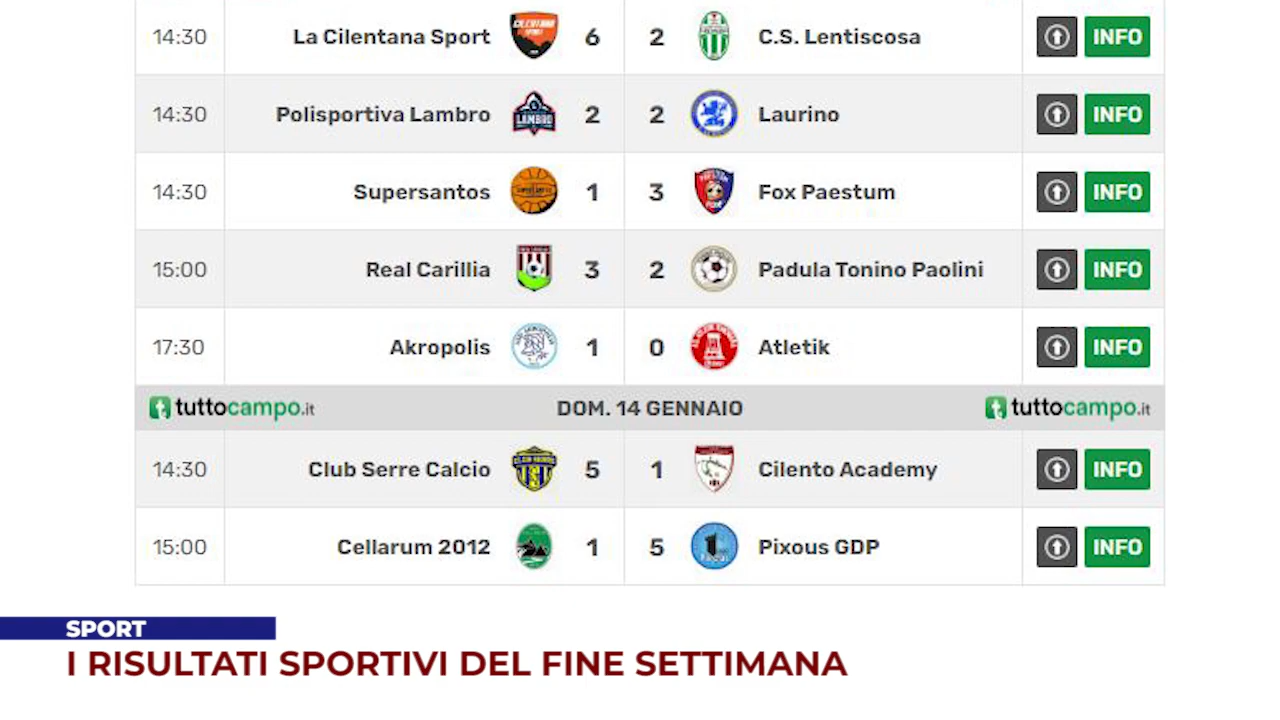 14:30 La Cilentana Sport 6 2 C.S. Lentiscosa INFO
14:30 Polisportiva Lambro 2 2 Laurino INFO
14:30 Supersantos 1 3 Fox Paestum INFO
15:00 Real Carillia 3 2 Padula Tonino Paolini INFO
17:30 Akropolis 1 0 Atletik INFO
tuttocampo.it DOM. 14 GENNAIO tuttocampo.it
14:30 Club Serre Calcio 5 1 Cilento Academy INFO
15:00 Cellarum 2012 1 5 Pixous GDP INFO
SPORT
I RISULTATI SPORTIVI DEL FINE SETTIMANA